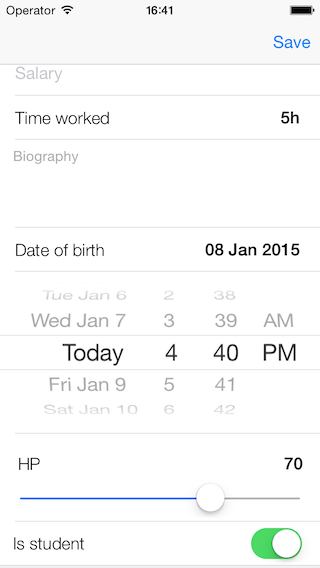 Operator 16:41
Save
Salary
Time worked 5h
Biography
Date of birth 08 Jan 2015
Tue Jan 6 2 38
Wed Jan 7 3 39 AM
Today 4 40 PM
Fri Jan 9 5 41
Sat Jan 10 6 42
HP 70
Is student